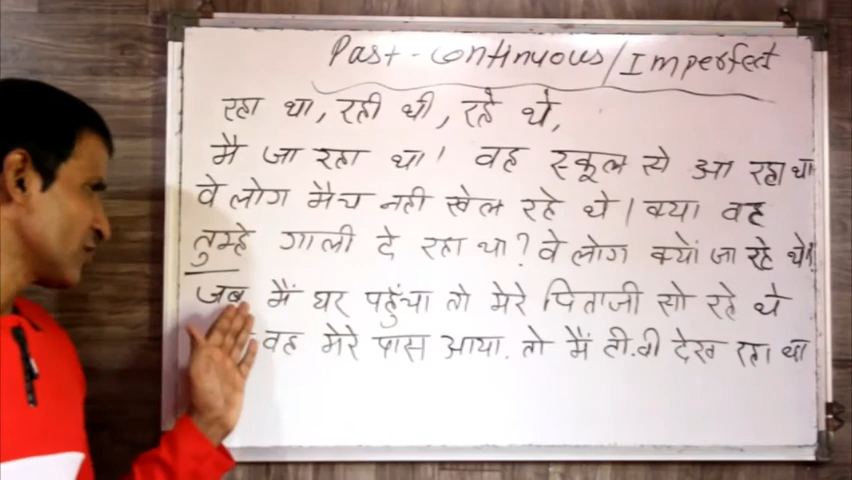 Past-Continuous/Imperfect
रहा था, रही थी, रहे थे,
मै जा रहा था। वह स्कूल से आ रहा था
वे लोग मैच नही खेल रहे थे। क्या वह
तुम्हे गाली दे रहा था? वे लोग क्यों जा रहे थे?
जब मैं घर पहुँचा तो मेरे पिताजी सो रहे थे
वह मेरे पास आया. तो मैं टी.वी देख रहा था